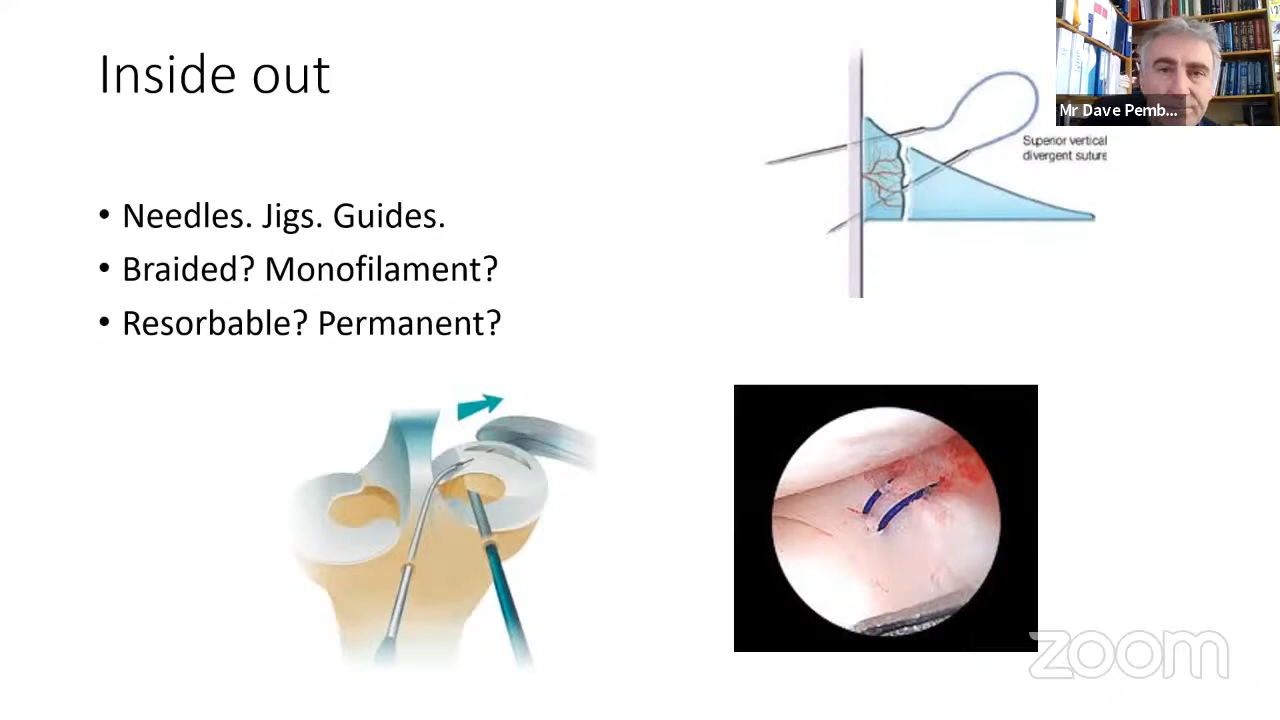 Inside out
Mr Dave Pemb...
Superior vertical
divergent suture
• Needles. Jigs. Guides.
• Braided? Monofilament?
• Resorbable? Permanent?
zoom